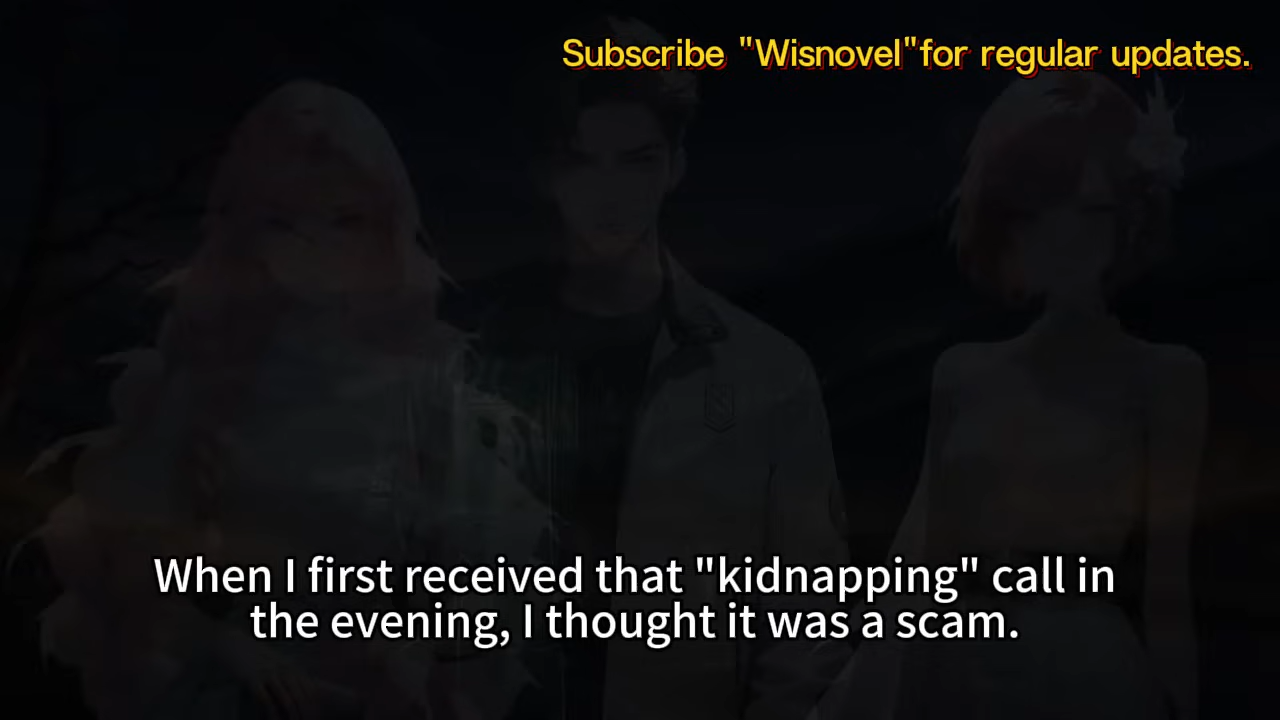 Subscribe "Wisnovel"for regular updates.
When I first received that "kidnapping" call in
the evening, I thought it was a scam.